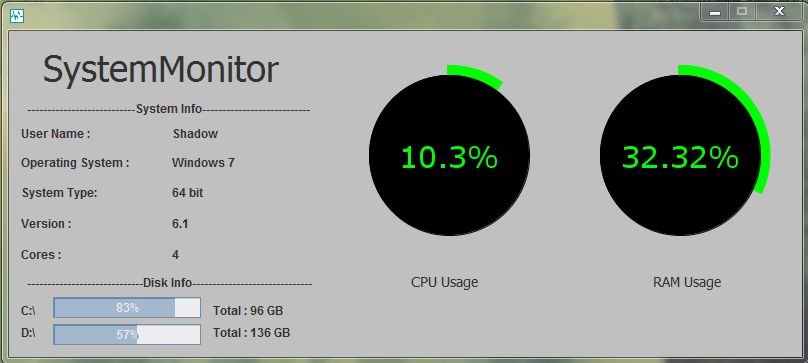 SystemMonitor
---------------------------System Info---------------------------
User Name : Shadow
Operating System : Windows 7
System Type: 64 bit
Version : 6.1
Cores : 4
-----------------------------Disk Info------------------------------
C:\ 83% Total : 96 GB
D:\ 57% Total : 136 GB
10.3%
CPU Usage
32.32%
RAM Usage